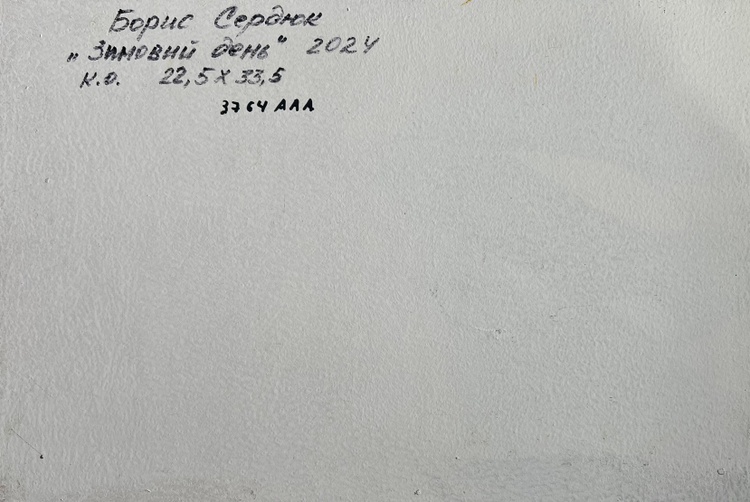 Борис Сердюк
„Зимовий день" 2024
к.о. 22,5 х 33,5
3764 ААА